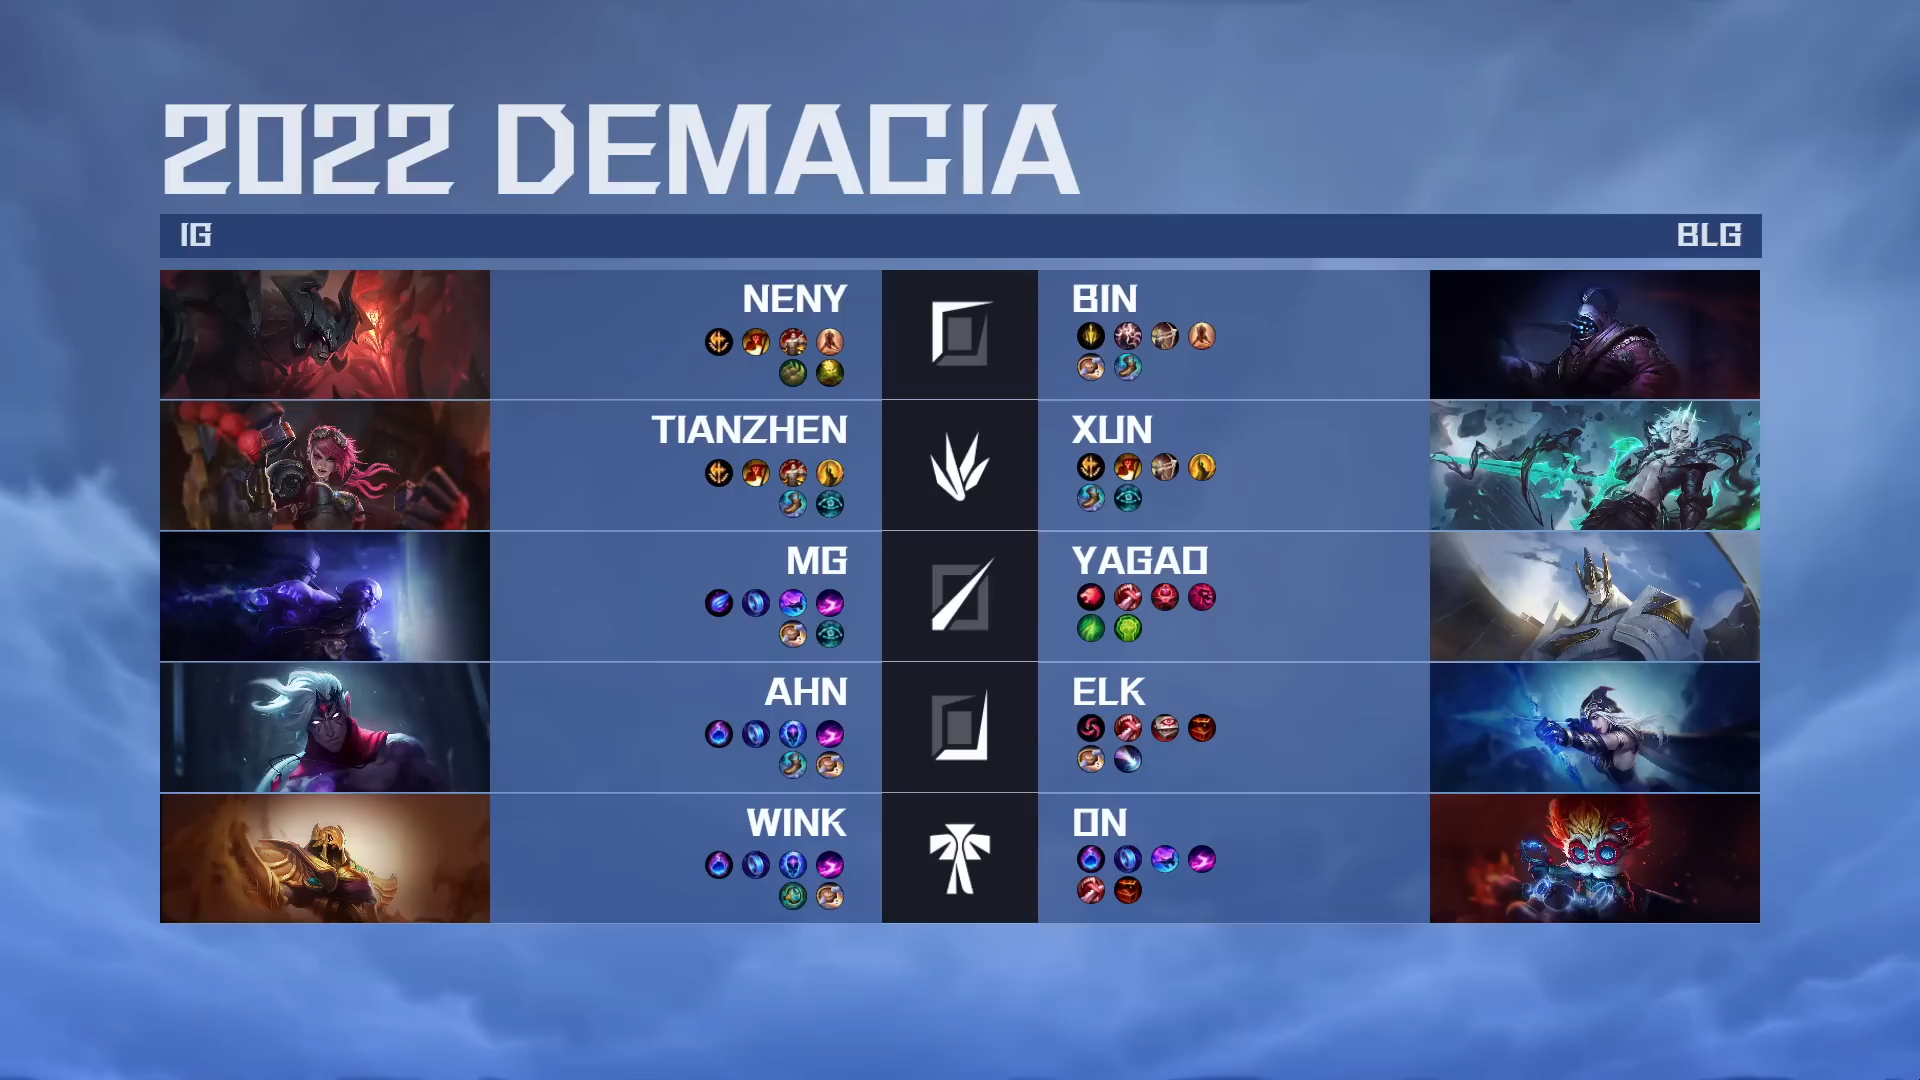 2022 DEMACIA
IG BLG
NENY BIN
TIANZHEN XUN
MG YAGAO
AHN ELK
WINK ON